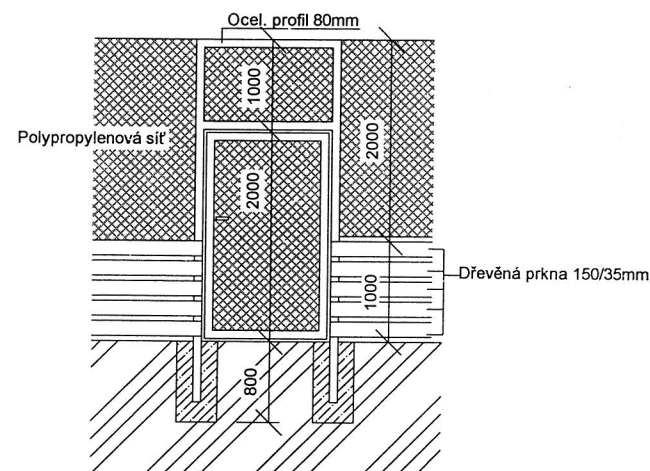 Ocel. profil 80mm
1000
2000
Polypropylenová síť
2000
Dřevěná prkna 150/35mm
1000
800